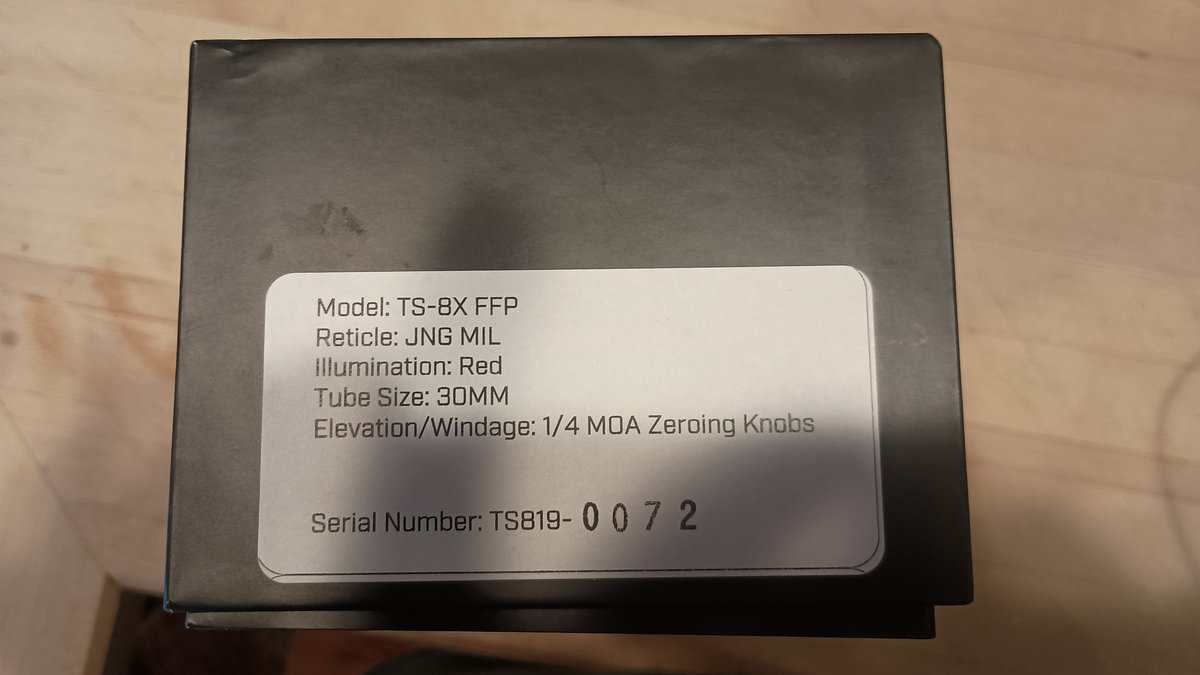 Model: TS-8X FFP
Reticle: JNG MIL
Illumination: Red
Tube Size: 30MM
Elevation/Windage: 1/4 MOA Zeroing Knobs
Serial Number: TS819- 0072